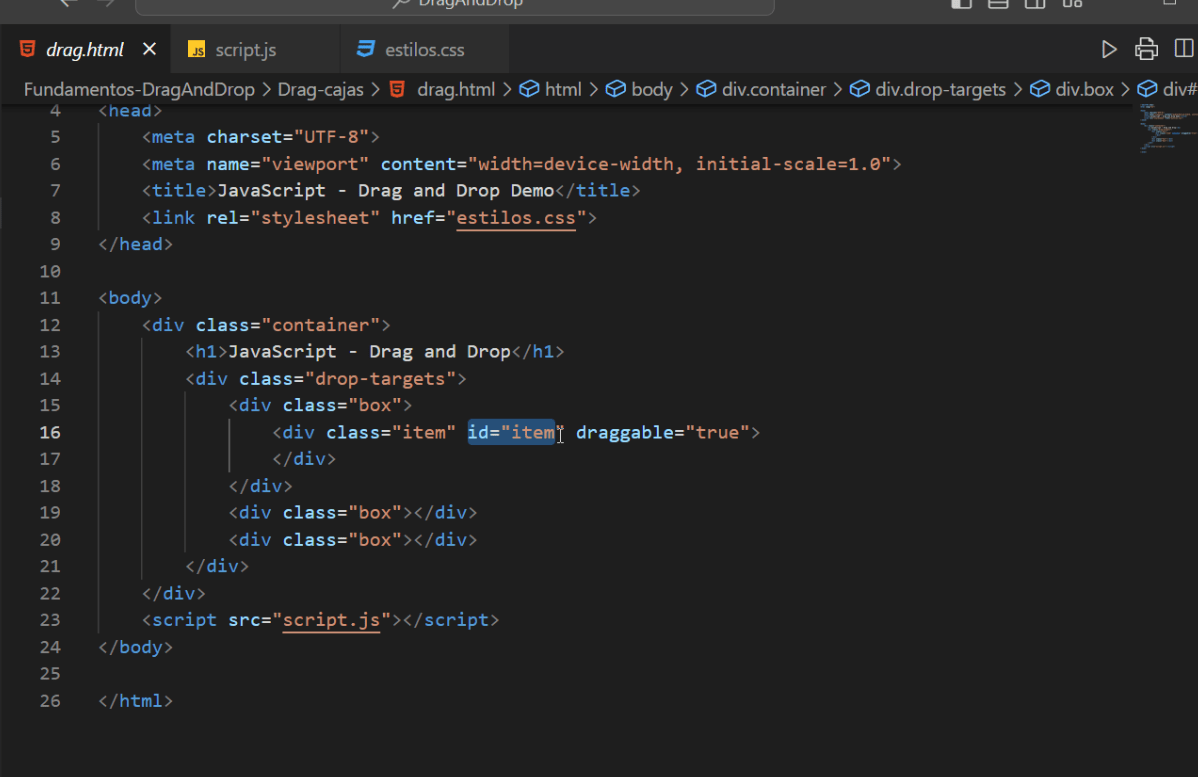 DragAndDrop
drag.html
script.js
estilos.css
Fundamentos-DragAndDrop > Drag-cajas > drag.html > html > body > div.container > div.drop-targets > div.box > div#
4 <head>
5 <meta charset="UTF-8">
6 <meta name="viewport" content="width=device-width, initial-scale=1.0">
7 <title>JavaScript - Drag and Drop Demo</title>
8 <link rel="stylesheet" href="estilos.css">
9 </head>
10
11 <body>
12 <div class="container">
13 <h1>JavaScript - Drag and Drop</h1>
14 <div class="drop-targets">
15 <div class="box">
16 <div class="item" id="item" draggable="true">
17 </div>
18 </div>
19 <div class="box"></div>
20 <div class="box"></div>
21 </div>
22 </div>
23 <script src="script.js"></script>
24 </body>
25
26 </html>